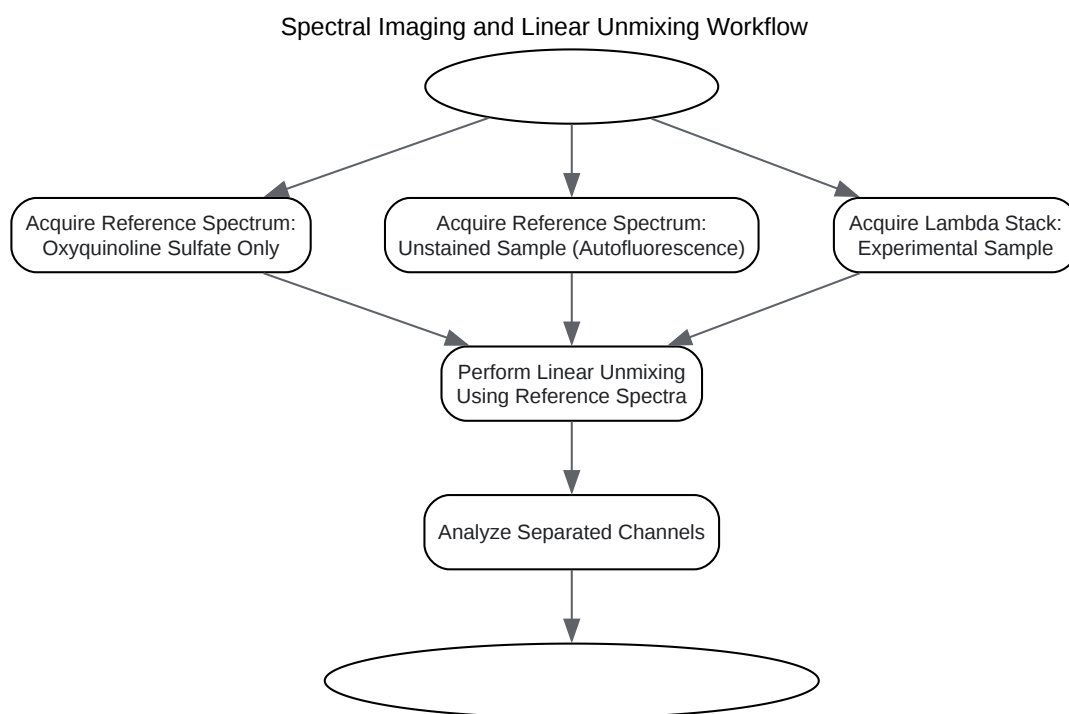 Spectral Imaging and Linear Unmixing Workflow
Acquire Reference Spectrum:
Oxyquinoline Sulfate Only
Acquire Reference Spectrum:
Unstained Sample (Autofluorescence)
Acquire Lambda Stack:
Experimental Sample
Perform Linear Unmixing
Using Reference Spectra
Analyze Separated Channels